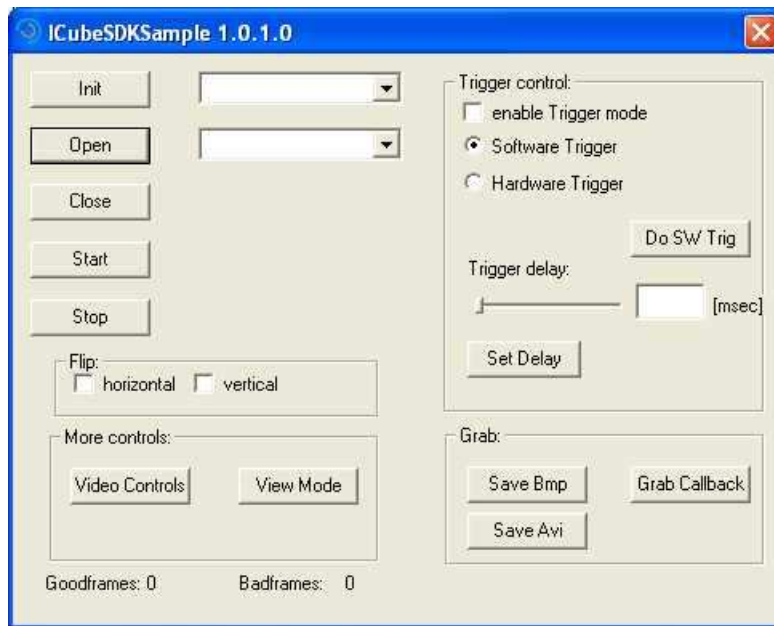 ICubeSDKSample 1.0.1.0
Init
Open
Close
Start
Stop
Flip:
horizontal vertical
More controls:
Video Controls View Mode
Goodframes: 0 Badframes: 0
Trigger control:
enable Trigger mode
Software Trigger
Hardware Trigger
Do SW Trig
Trigger delay:
[msec]
Set Delay
Grab:
Save Bmp Grab Callback
Save Avi